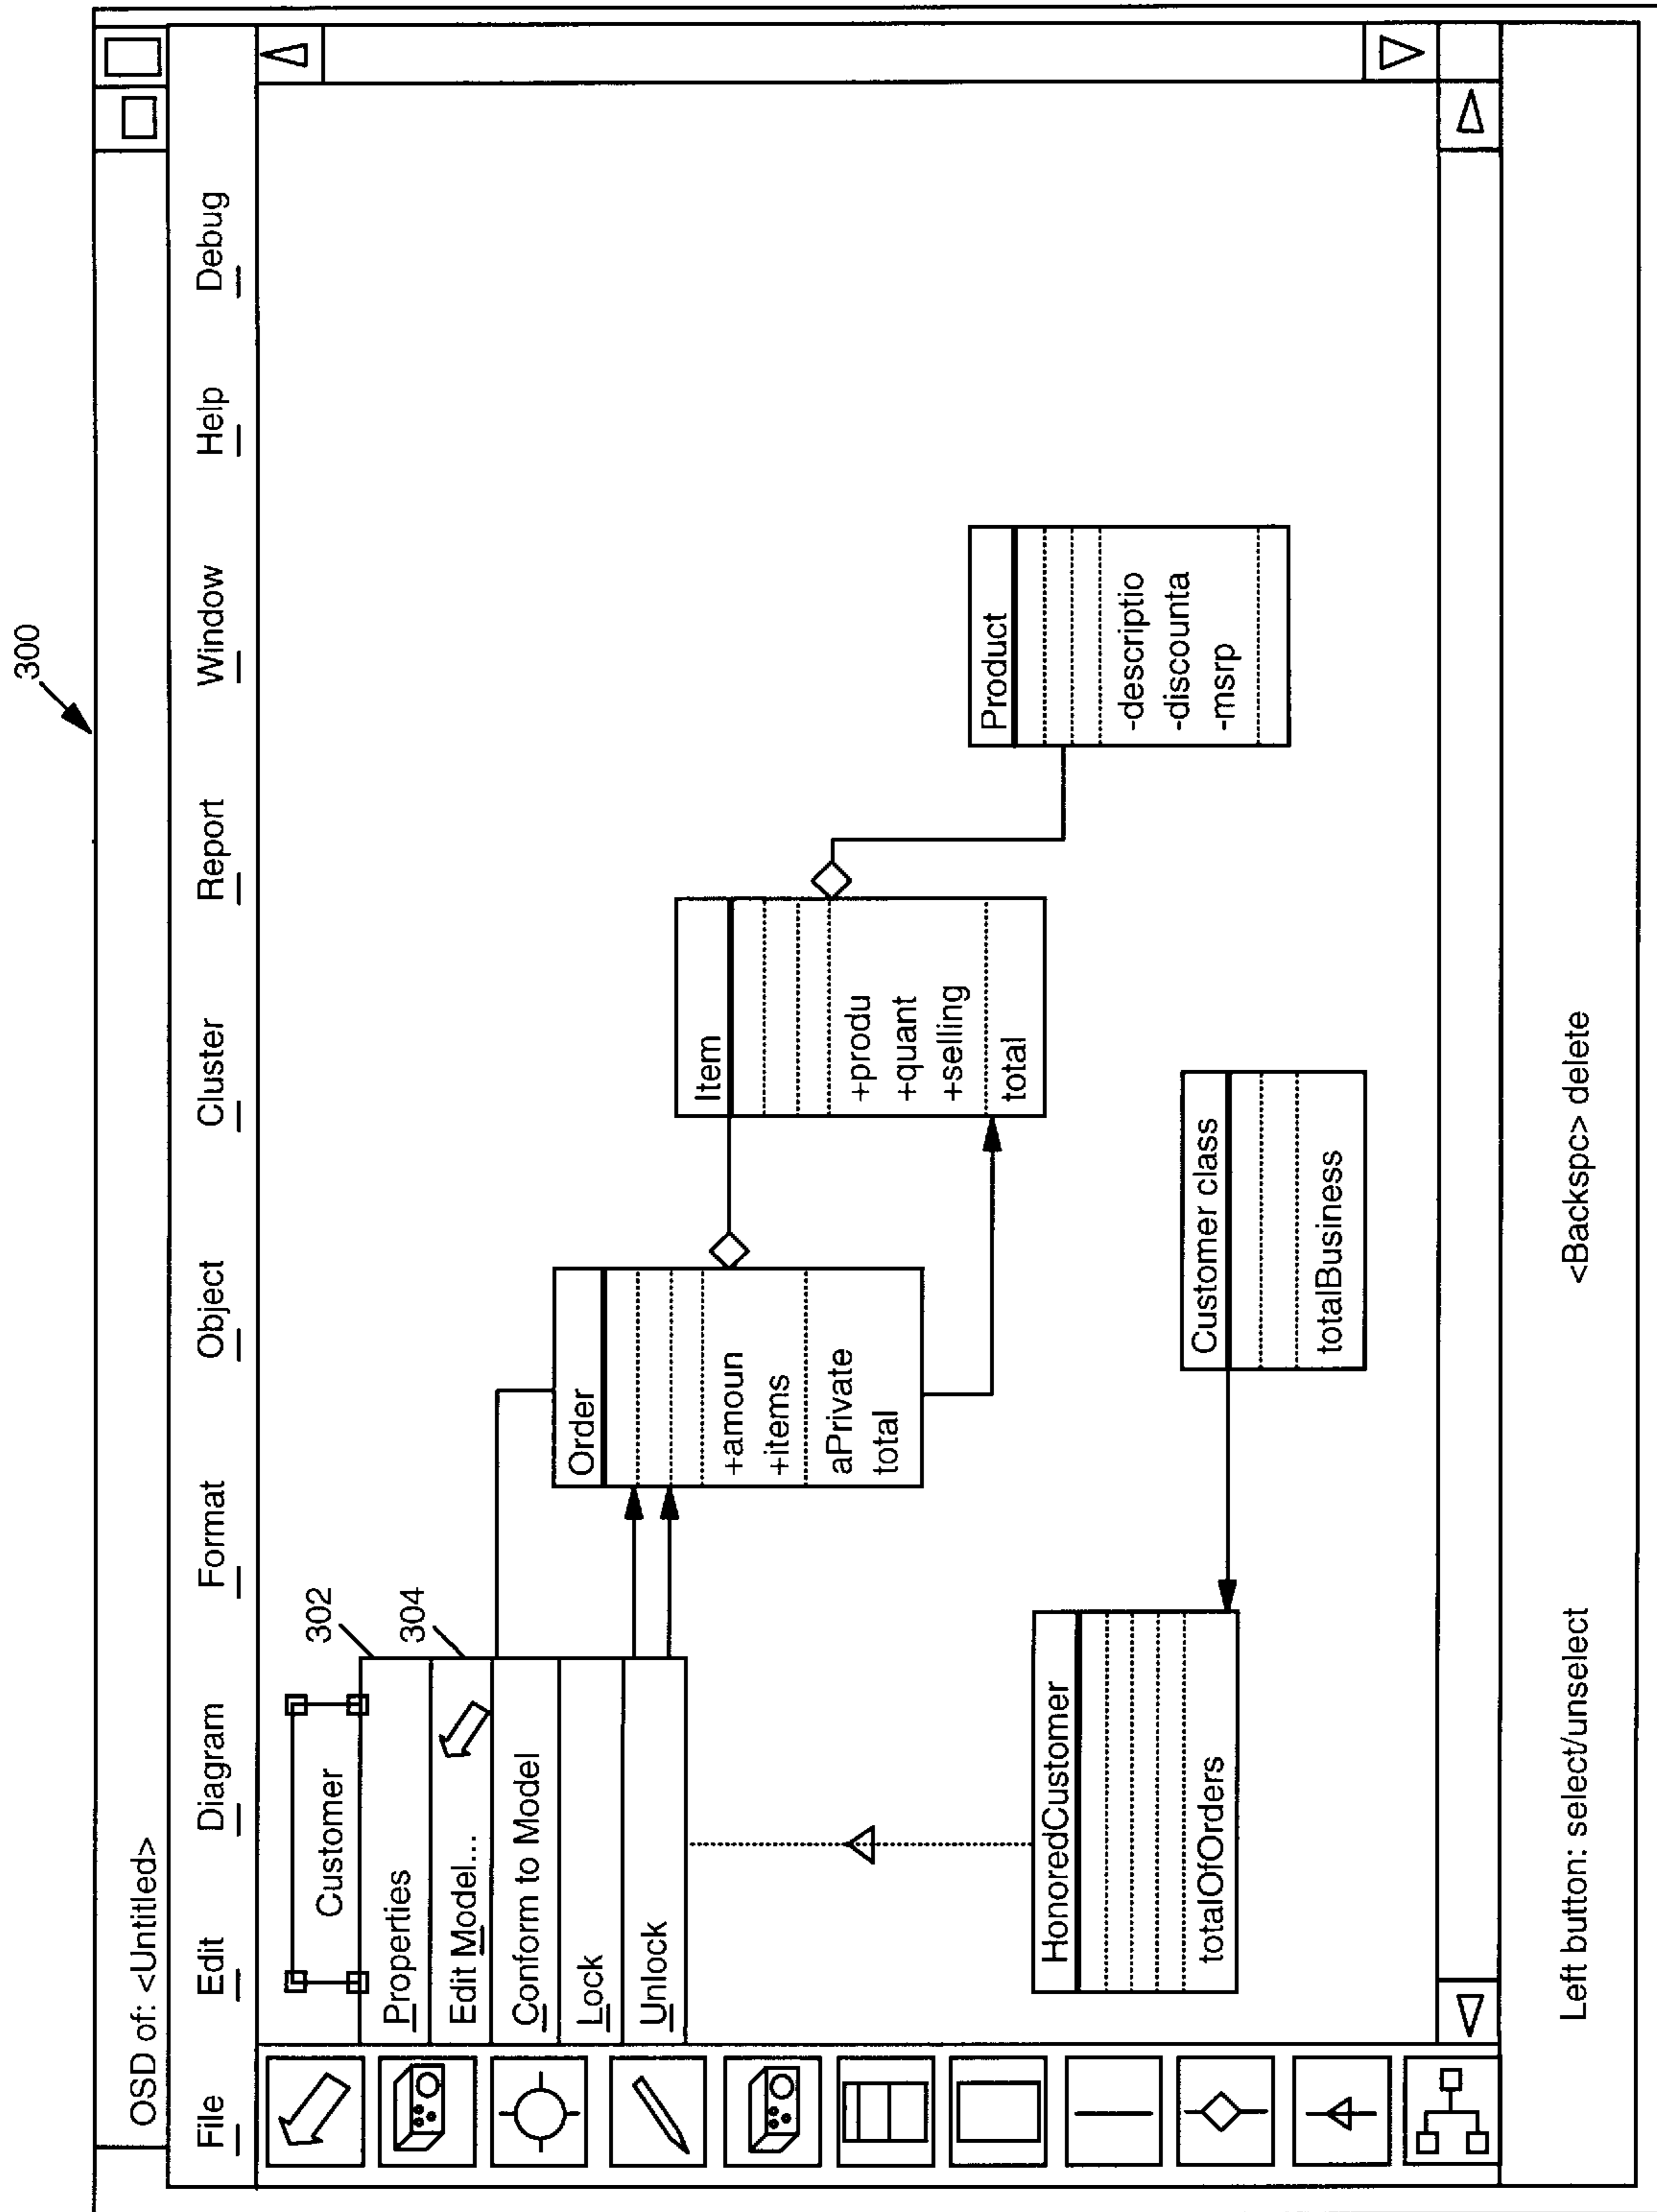 300
OSD of: <Untitled>
File Edit Diagram Format Object Cluster Report Window Help Debug
Customer
302
Properties
304
Edit Model...
Conform to Model
Lock
Unlock
Order
+amoun
+items
aPrivate
total
Item
+produ
+quant
+selling
total
Product
-descriptio
-discounta
-msrp
HonoredCustomer
totalOfOrders
Customer class
totalBusiness
Left button: select/unselect <Backspc> delete